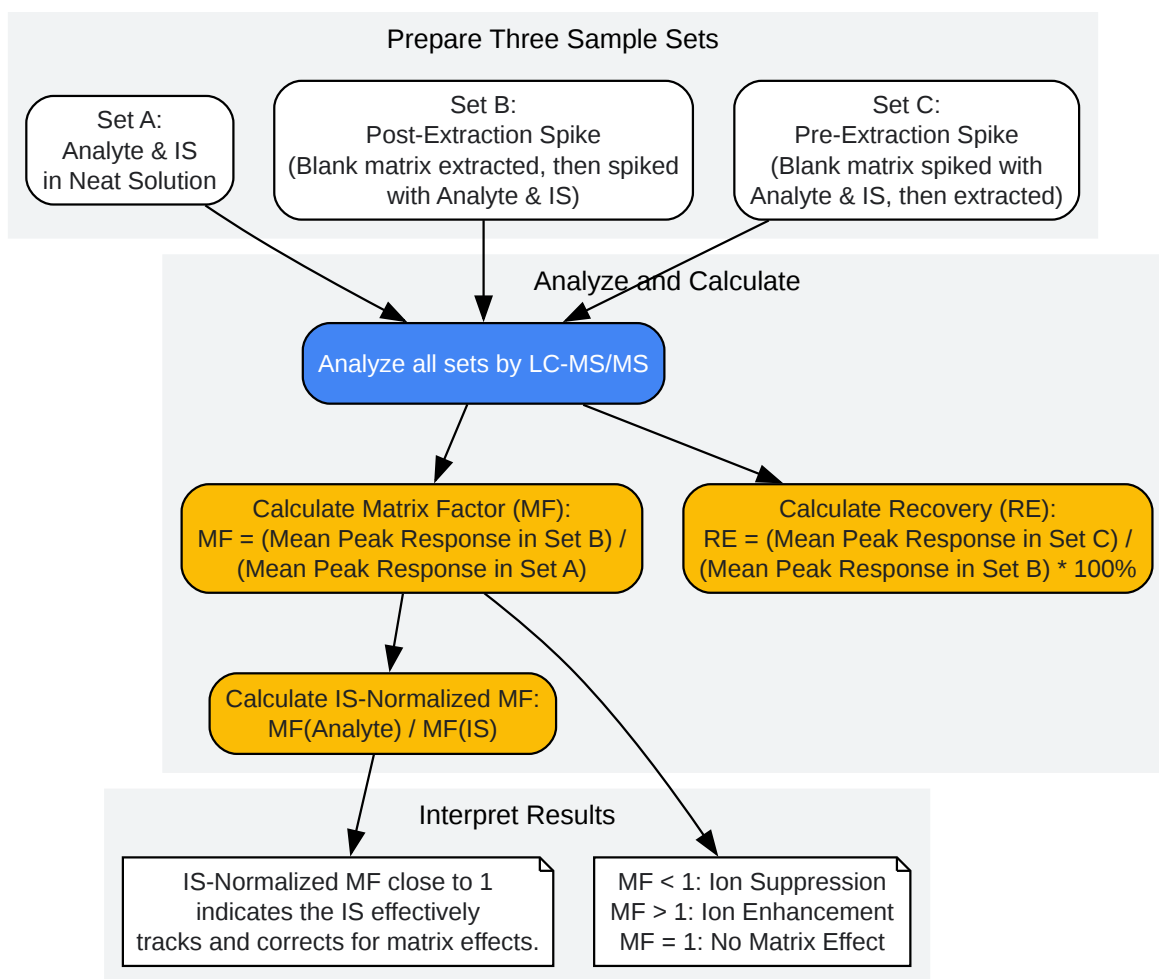 Prepare Three Sample Sets
Set A:
Analyte & IS
in Neat Solution
Set B:
Post-Extraction Spike
(Blank matrix extracted, then spiked
with Analyte & IS)
Set C:
Pre-Extraction Spike
(Blank matrix spiked with
Analyte & IS, then extracted)
Analyze and Calculate
Analyze all sets by LC-MS/MS
Calculate Matrix Factor (MF):
MF = (Mean Peak Response in Set B) /
(Mean Peak Response in Set A)
Calculate Recovery (RE):
RE = (Mean Peak Response in Set C) /
(Mean Peak Response in Set B) * 100%
Calculate IS-Normalized MF:
MF(Analyte) / MF(IS)
Interpret Results
IS-Normalized MF close to 1
indicates the IS effectively
tracks and corrects for matrix effects.
MF < 1: Ion Suppression
MF > 1: Ion Enhancement
MF = 1: No Matrix Effect